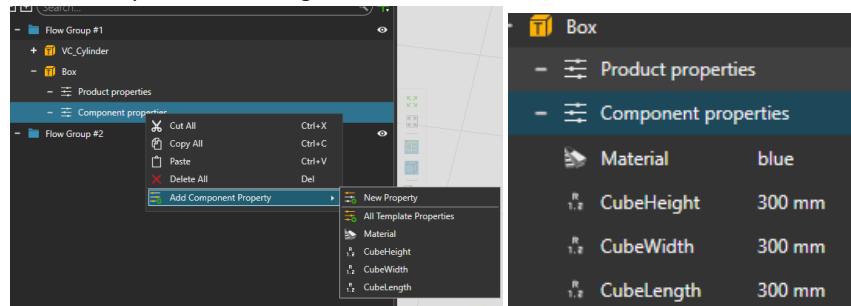 (Search...
Flow Group #1
VC_Cylinder
Box
Product properties
Component properties
Flow Group #2
Cut All Ctrl+X
Copy All Ctrl+C
Paste Ctrl+V
Delete All Del
Add Component Property
New Property
All Template Properties
Material
CubeHeight
CubeWidth
CubeLength
Box
Product properties
Component properties
Material blue
CubeHeight 300 mm
CubeWidth 300 mm
CubeLength 300 mm